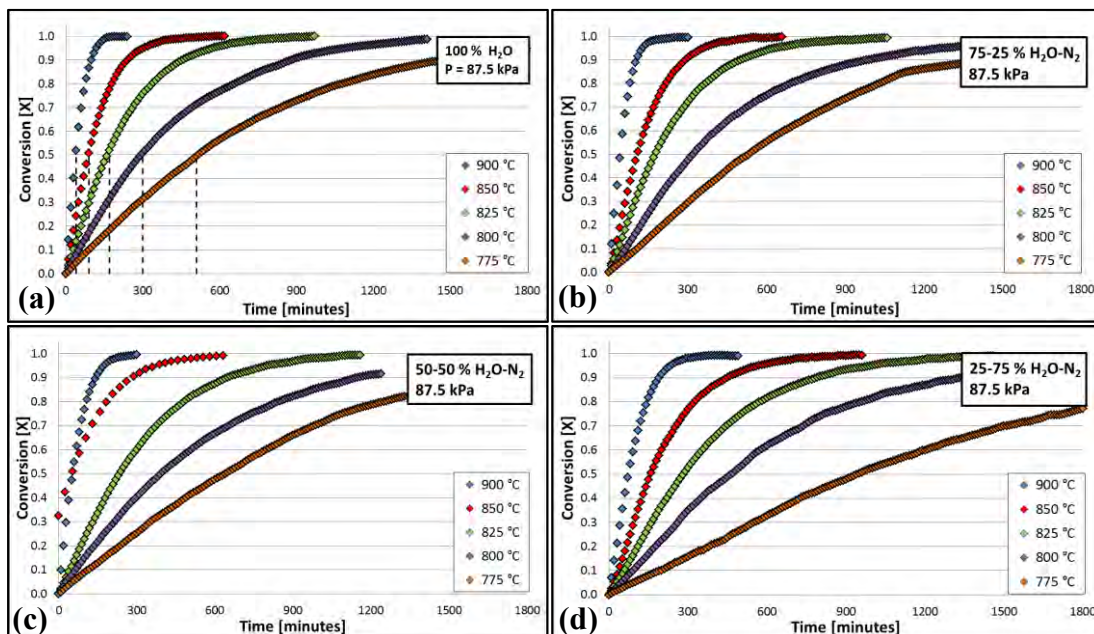 1.0
0.9
0.8
0.7
0.6
0.5
0.4
0.3
0.2
0.1
0.0
Conversion [X]
0 300 600 900 1200 1500 1800
Time [minutes]
100 % H₂O
P = 87.5 kPa
900 °C
850 °C
825 °C
800 °C
775 °C
(a)
1.0
0.9
0.8
0.7
0.6
0.5
0.4
0.3
0.2
0.1
0.0
Conversion [X]
0 300 600 900 1200 1500 1800
Time [minutes]
75-25 % H₂O-N₂
87.5 kPa
900 °C
850 °C
825 °C
800 °C
775 °C
(b)
1.0
0.9
0.8
0.7
0.6
0.5
0.4
0.3
0.2
0.1
0.0
Conversion [X]
0 300 600 900 1200 1500 1800
Time [minutes]
50-50 % H₂O-N₂
87.5 kPa
900 °C
850 °C
825 °C
800 °C
775 °C
(c)
1.0
0.9
0.8
0.7
0.6
0.5
0.4
0.3
0.2
0.1
0.0
Conversion [X]
0 300 600 900 1200 1500 1800
Time [minutes]
25-75 % H₂O-N₂
87.5 kPa
900 °C
850 °C
825 °C
800 °C
775 °C
(d)